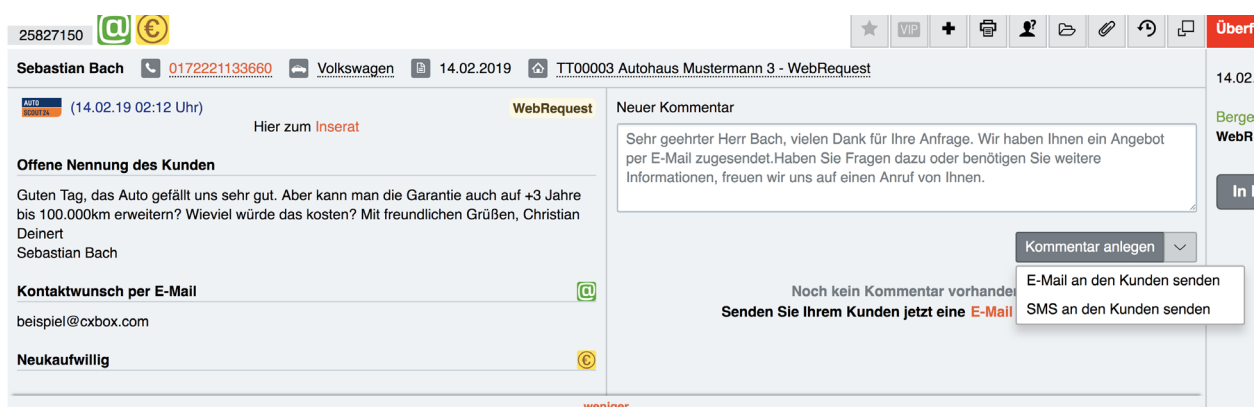 25827150
@ €
VIP
Überf
Sebastian Bach 0172221133660 Volkswagen 14.02.2019 TT00003 Autohaus Mustermann 3 - WebRequest
14.02.
AUTO
SCOUT24
(14.02.19 02:12 Uhr)
WebRequest
Hier zum Inserat
Offene Nennung des Kunden
Guten Tag, das Auto gefällt uns sehr gut. Aber kann man die Garantie auch auf +3 Jahre
bis 100.000km erweitern? Wieviel würde das kosten? Mit freundlichen Grüßen, Christian
Deinert
Sebastian Bach
Kontaktwunsch per E-Mail @
beispiel@cxbox.com
Neukaufwillig €
Neuer Kommentar
Sehr geehrter Herr Bach, vielen Dank für Ihre Anfrage. Wir haben Ihnen ein Angebot
per E-Mail zugesendet.Haben Sie Fragen dazu oder benötigen Sie weitere
Informationen, freuen wir uns auf einen Anruf von Ihnen.
Kommentar anlegen
E-Mail an den Kunden senden
SMS an den Kunden senden
Noch kein Kommentar vorhande
Senden Sie Ihrem Kunden jetzt eine E-Mail
Berge
WebR
In
weniger